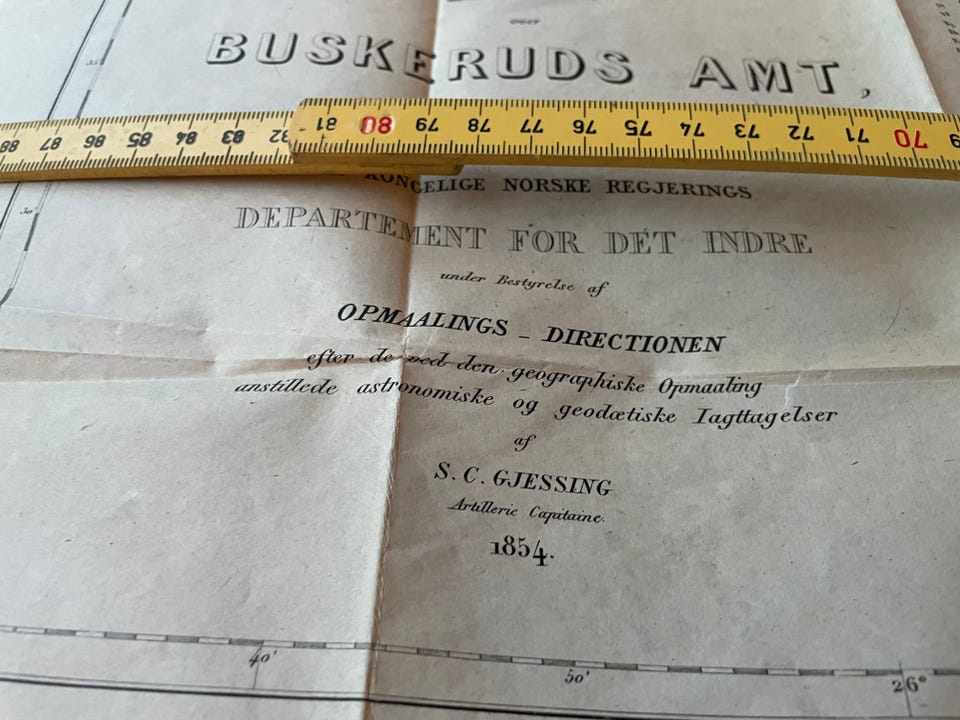 over
BUSKERUDS AMT,
89 88 87 86 85 84 83 82 81 80 79 78 77 76 75 74 73 72 71 70
KONGELIGE NORSKE REGJERINGS
DEPARTEMENT FOR DET INDRE
under Bestyrelse af
OPMAALINGS - DIRECTIONEN
efter de ved den geographiske Opmaaling
anstillede astronomiske og geodætiske Iagttagelser
af
S. C. GJESSING
Artillerie Capitaine.
1854.
40' 50' 26°